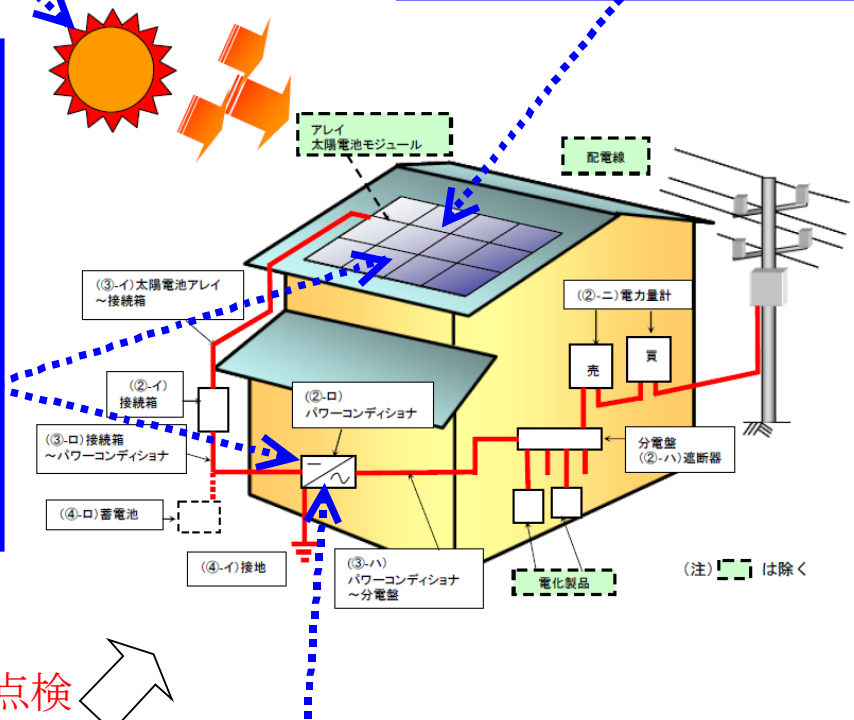 アレイ
太陽電池モジュール
配電線
(③-イ)太陽電池アレイ
～接続箱
(②-ニ)電力量計
売
買
(②-イ)
接続箱
(②-ロ)
パワーコンディショナ
(③-ロ)接続箱
～パワーコンディショナ
分電盤
(②-ハ)遮断器
(④-ロ)蓄電池
(④-イ)接地
(③-ハ)
パワーコンディショナ
～分電盤
電化製品
(注) は除く
点検